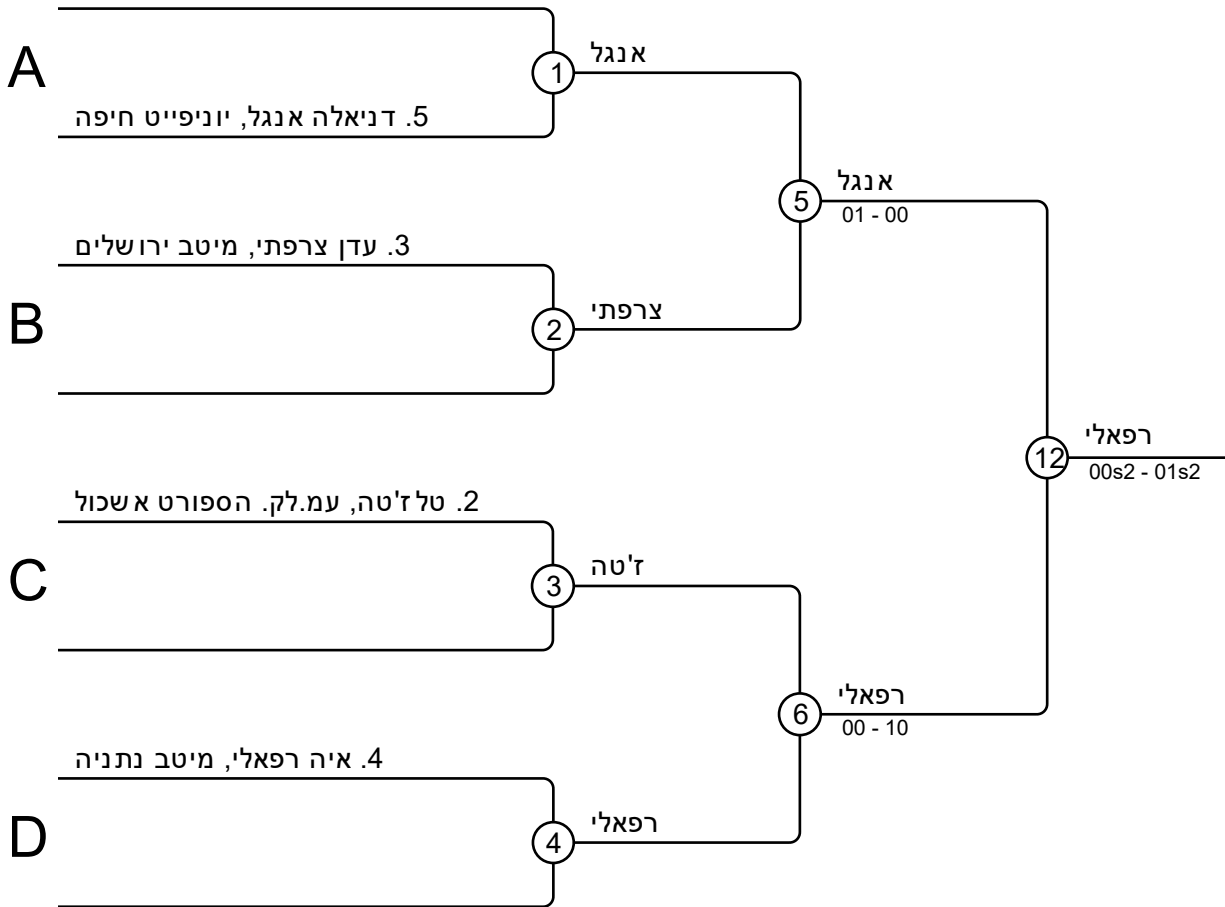 A
1
אנגל
5. דניאלה אנגל, יוניפייט חיפה
5
אנגל
01 - 00
3. עדן צרפתי, מיטב ירושלים
B
2
צרפתי
12
רפאלי
00s2 - 01s2
2. טל ז'טה, עמ.לק. הספורט אשכול
C
3
ז'טה
6
רפאלי
00 - 10
4. איה רפאלי, מיטב נתניה
D
4
רפאלי